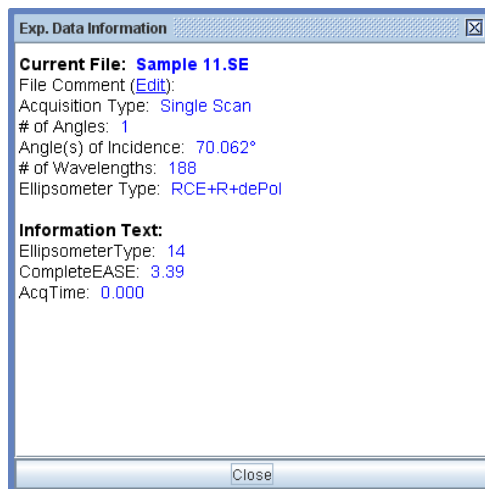 Exp. Data Information
Current File: Sample 11.SE
File Comment (Edit):
Acquisition Type: Single Scan
# of Angles: 1
Angle(s) of Incidence: 70.062°
# of Wavelengths: 188
Ellipsometer Type: RCE+R+dePol
Information Text:
EllipsometerType: 14
CompleteEASE: 3.39
AcqTime: 0.000
Close